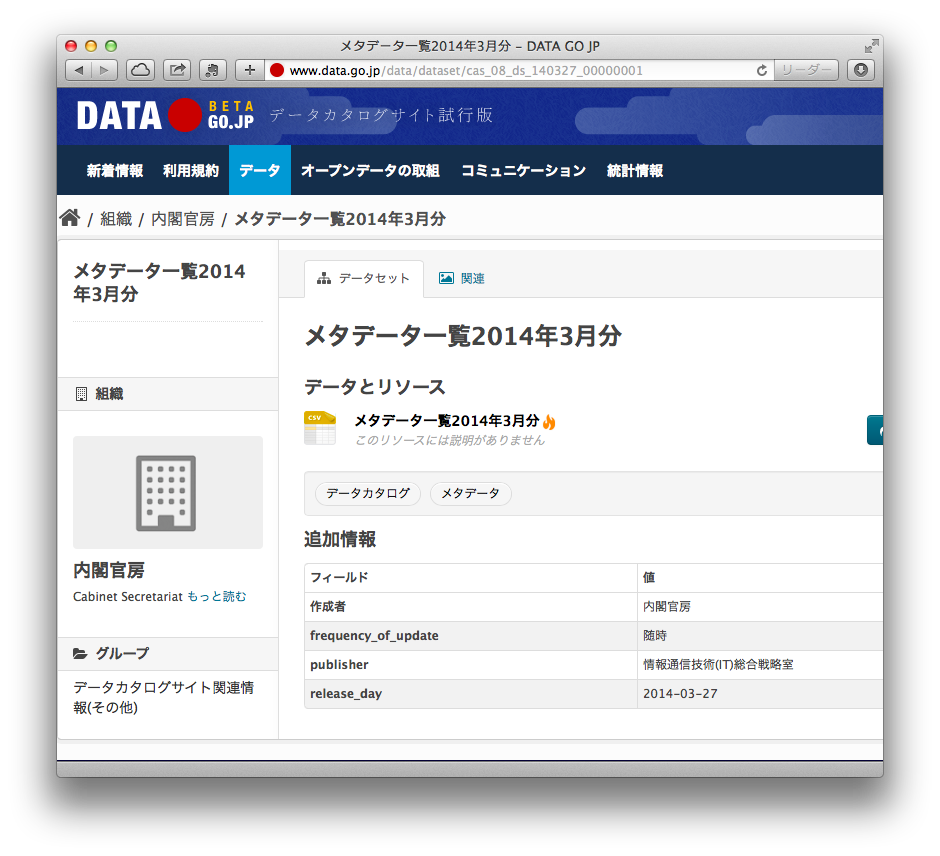 メタデータ一覧2014年3月分 – DATA GO JP
www.data.go.jp/data/dataset/cas_08_ds_140327_00000001
リーダー
DATA BETA GO.JP データカタログサイト試行版
新着情報 利用規約 データ オープンデータの取組 コミュニケーション 統計情報
/ 組織 / 内閣官房 / メタデータ一覧2014年3月分
メタデータ一覧2014
年3月分
組織
内閣官房
Cabinet Secretariat もっと読む
グループ
データカタログサイト関連情
報(その他)
データセット 関連
メタデータ一覧2014年3月分
データとリソース
CSV
メタデータ一覧2014年3月分
このリソースには説明がありません
データカタログ メタデータ
追加情報
フィールド 値
作成者 内閣官房
frequency_of_update 随時
publisher 情報通信技術(IT)総合戦略室
release_day 2014-03-27